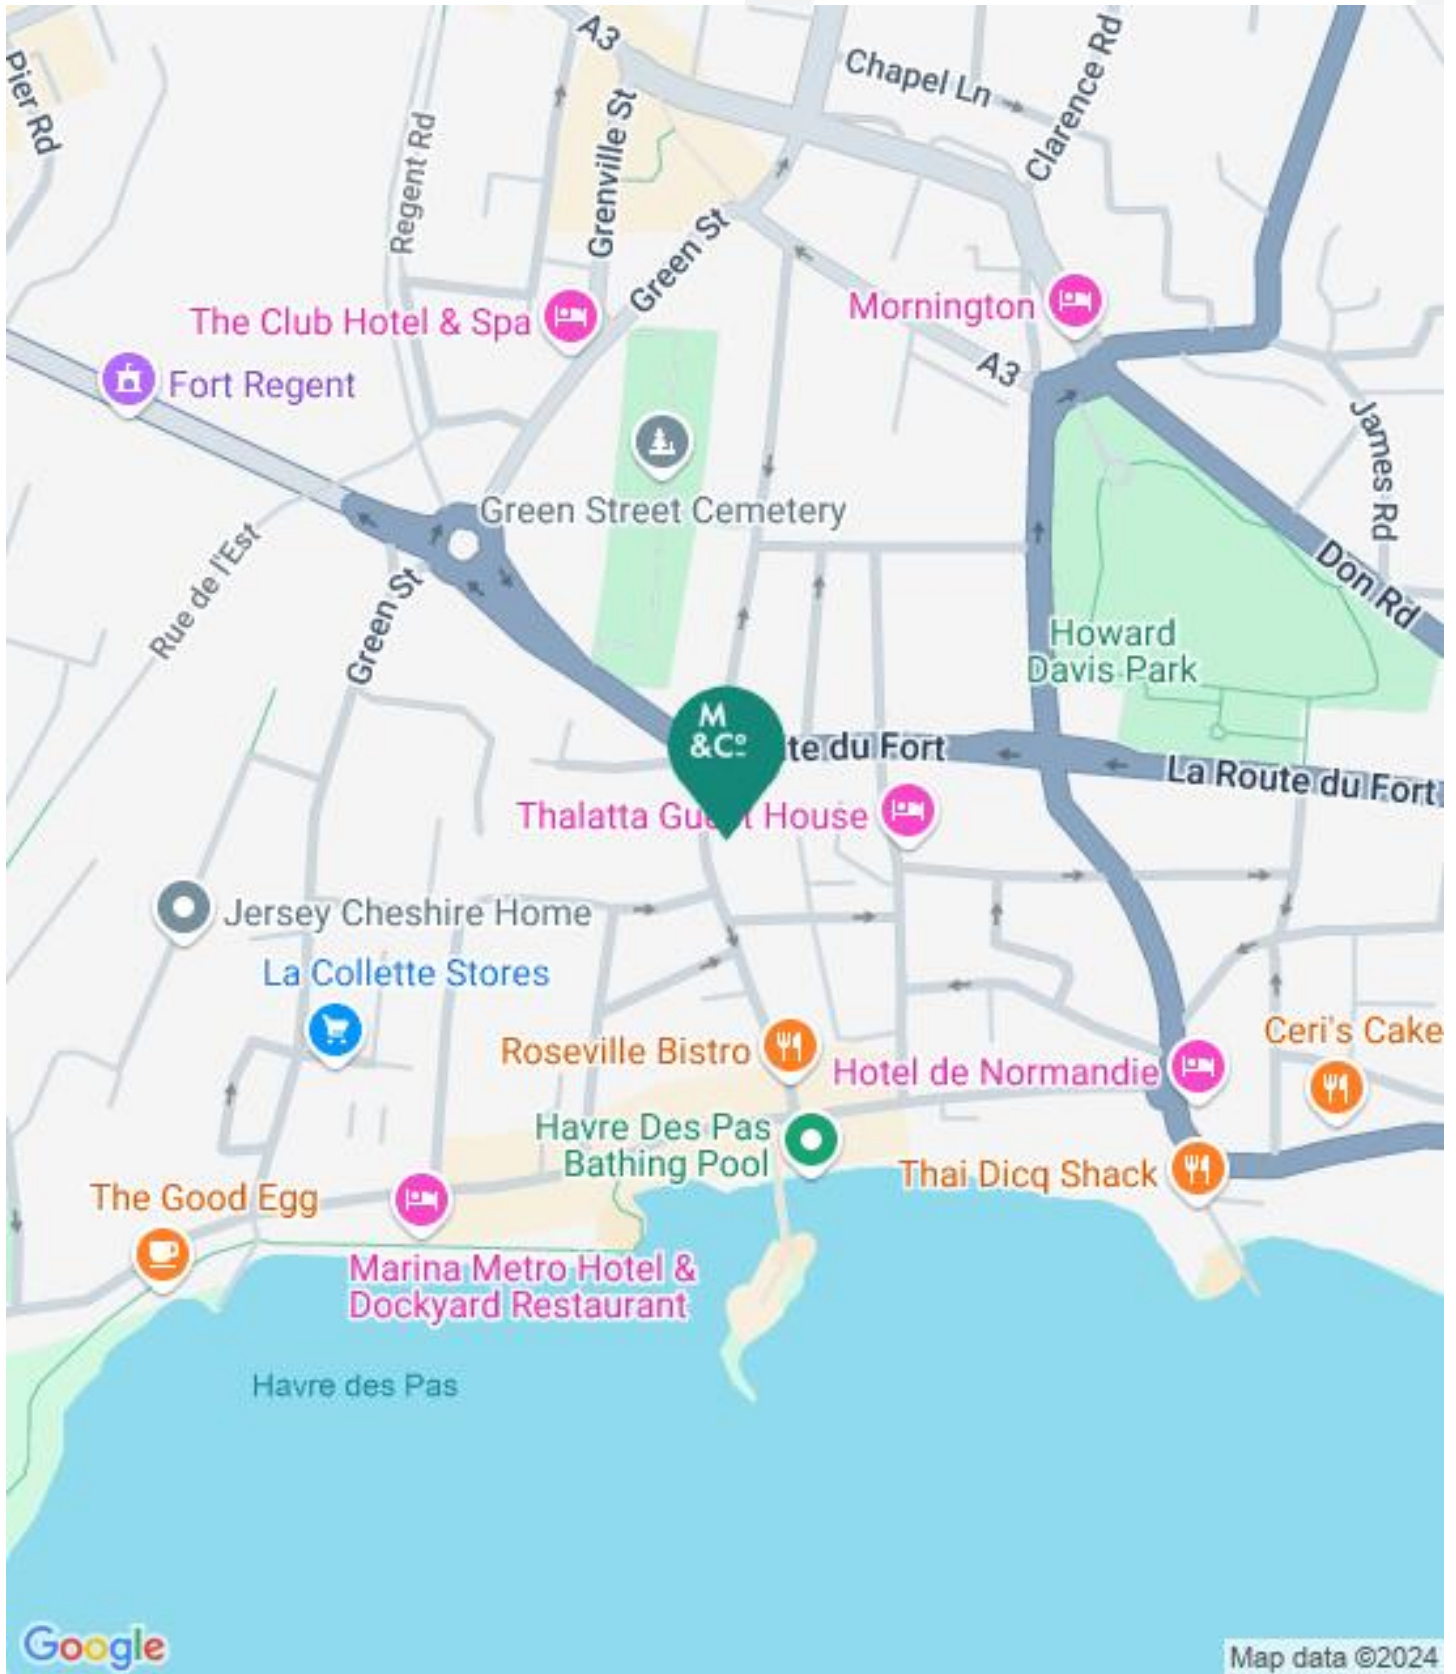 A3
Chapel Ln
Clarence Rd
Pier Rd
Regent Rd
Grenville St
Green St
The Club Hotel & Spa
Mornington
A3
Fort Regent
James Rd
Green Street Cemetery
Rue de l'Est
Green St
Don Rd
Howard
Davis Park
M
&Cº
te du Fort
La Route du Fort
Thalatta Gu t House
Jersey Cheshire Home
La Collette Stores
Roseville Bistro
Ceri's Cake
Hotel de Normandie
Havre Des Pas
Bathing Pool
Thai Dicq Shack
The Good Egg
Marina Metro Hotel &
Dockyard Restaurant
Havre des Pas
Google
Map data ©2024